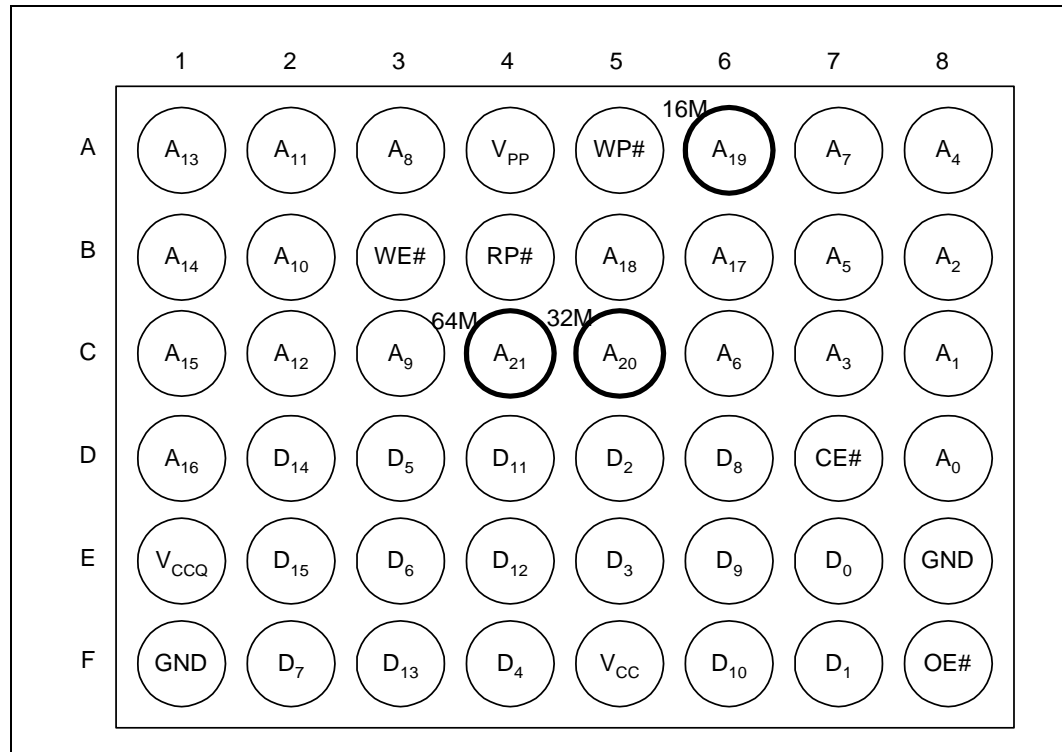 1 2 3 4 5 6 7 8
16M
A A13 A11 A8 VPP WP# A19 A7 A4
B A14 A10 WE# RP# A18 A17 A5 A2
64M 32M
C A15 A12 A9 A21 A20 A6 A3 A1
D A16 D14 D5 D11 D2 D8 CE# A0
E VCCQ D15 D6 D12 D3 D9 D0 GND
F GND D7 D13 D4 VCC D10 D1 OE#